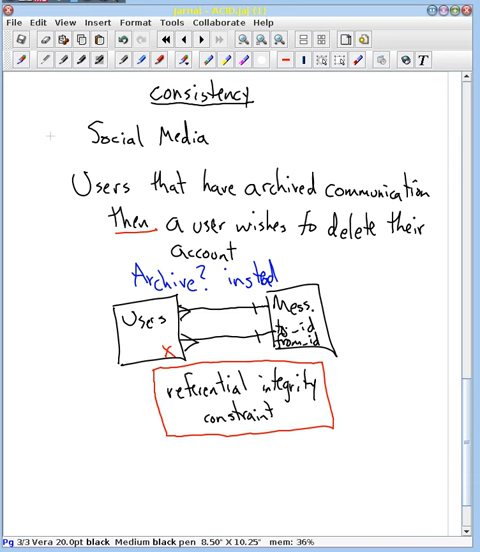 jarnal - ACID.jaj (1)
File Edit View Insert Format Tools Collaborate Help
T
consistency
Social Media
Users that have archived communication
then a user wishes to delete their
account
Archive? instead
Users
x
Mess.
to_id
from_id
referential integrity
constraint
Pg 3/3 Vera 20.0pt black Medium black pen 8.50" X 10.25" mem: 36%